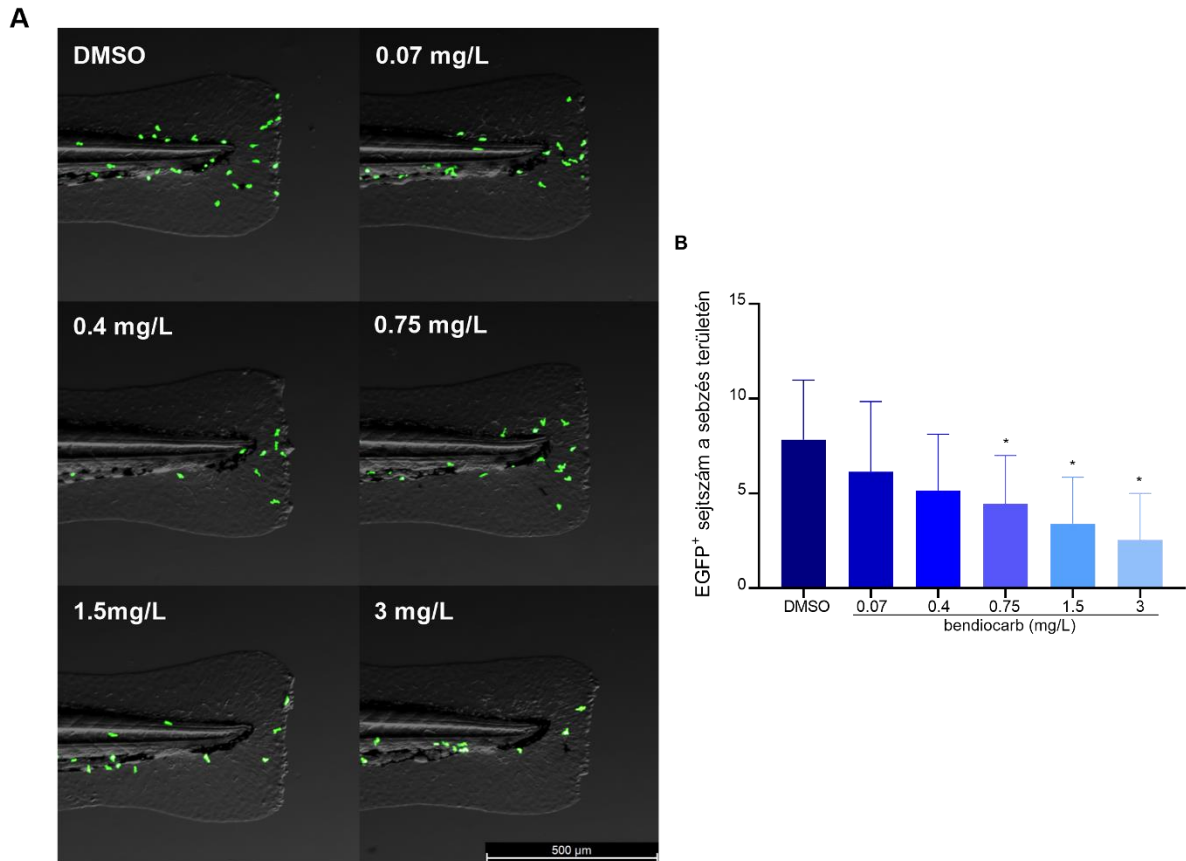 A
DMSO
0.07 mg/L
0.4 mg/L
0.75 mg/L
1.5mg/L
3 mg/L
500 µm
B
EGFP+ sejtszám a sebzés területén
15
10
5
0
* * *
DMSO 0.07 0.4 0.75 1.5 3
bendiocarb (mg/L)